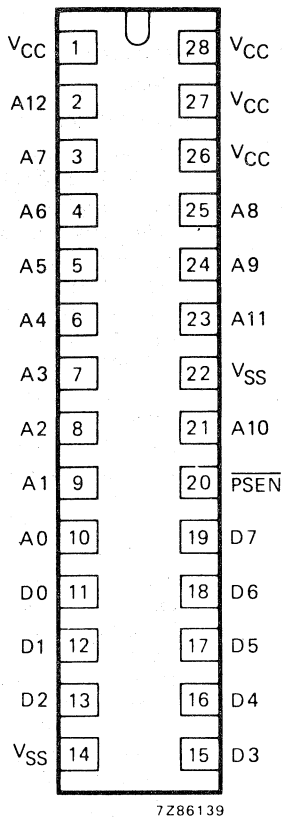 VCC 1 28 VCC
A12 2 27 VCC
A7 3 26 VCC
A6 4 25 A8
A5 5 24 A9
A4 6 23 A11
A3 7 22 VSS
A2 8 21 A10
A1 9 20 PSEN
A0 10 19 D7
D0 11 18 D6
D1 12 17 D5
D2 13 16 D4
VSS 14 15 D3
7Z86139